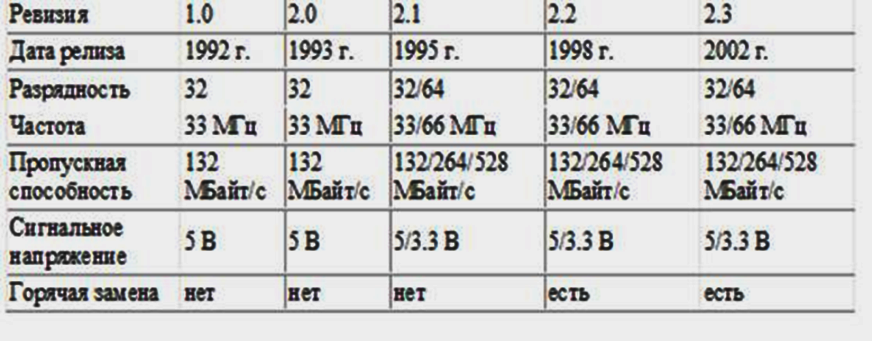 Ревизия 1.0 2.0 2.1 2.2 2.3
Дата релиза 1992 г. 1993 г. 1995 г. 1998 г. 2002 г.
Разрядность 32 32 32/64 32/64 32/64
Частота 33 МГц 33 МГц 33/66 МГц 33/66 МГц 33/66 МГц
Пропускная 132 132 132/264/528 132/264/528 132/264/528
способность МБайт/с МБайт/с МБайт/с МБайт/с МБайт/с
Сигнальное
напряжение 5 В 5 В 5/3.3 В 5/3.3 В 5/3.3 В
Горячая замена нет нет нет есть есть